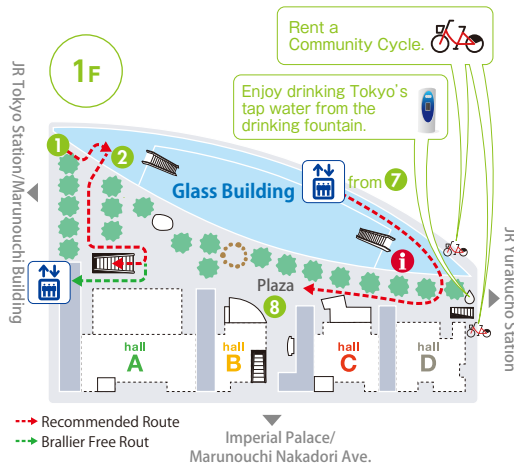 Rent a
Community Cycle.
1F
Enjoy drinking Tokyo's
tap water from the
drinking fountain.
JR Tokyo Station/Marunouchi Building
1
2
Glass Building
from 7
i
JR Yurakucho Station
Plaza
8
hall
A
hall
B
hall
C
hall
D
Recommended Route
Brallier Free Rout
Imperial Palace/
Marunouchi Nakadori Ave.